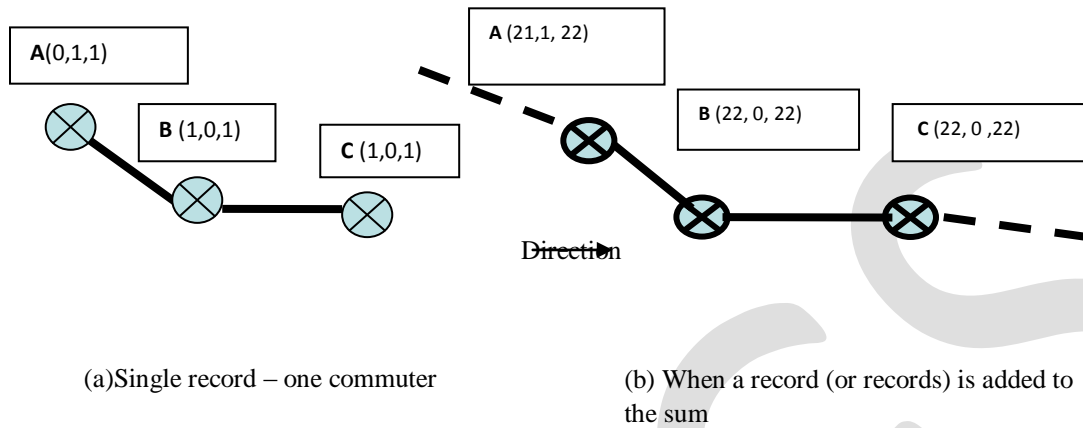 A(0,1,1)
B (1,0,1)
C (1,0,1)
A (21,1, 22)
B (22, 0, 22)
C (22, 0 ,22)
Direction
(a)Single record – one commuter
(b) When a record (or records) is added to
the sum